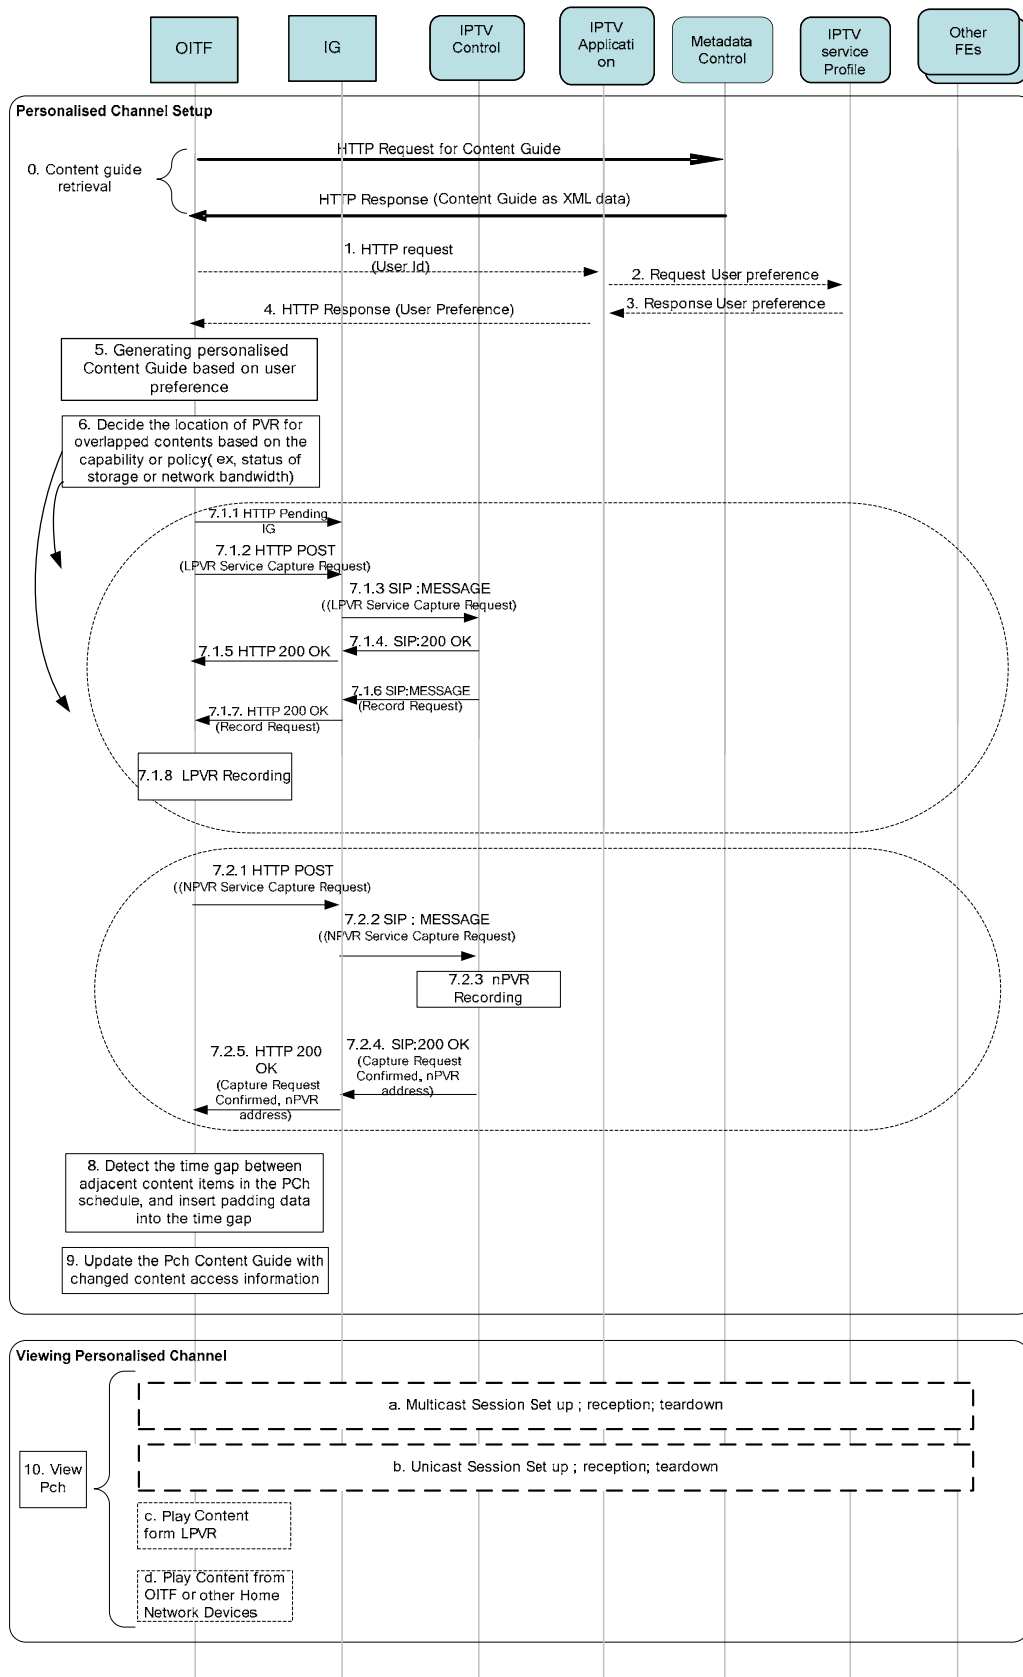 OITF
IG
IPTV
Control
IPTV
Applicati
on
Metadata
Control
IPTV
service
Profile
Other
FEs
Personalised Channel Setup
0. Content guide
retrieval
HTTP Request for Content Guide
HTTP Response (Content Guide as XML data)
1. HTTP request
(User Id)
2. Request User preference
3. Response User preference
4. HTTP Response (User Preference)
5. Generating personalised
Content Guide based on user
preference
6. Decide the location of PVR for
overlapped contents based on the
capability or policy( ex, status of
storage or network bandwidth)
7.1.1 HTTP Pending
IG
7.1.2 HTTP POST
(LPVR Service Capture Request)
7.1.3 SIP :MESSAGE
((LPVR Service Capture Request)
7.1.4. SIP:200 OK
7.1.5 HTTP 200 OK
7.1.6 SIP:MESSAGE
(Record Request)
7.1.7. HTTP 200 OK
(Record Request)
7.1.8 LPVR Recording
7.2.1 HTTP POST
((NPVR Service Capture Request)
7.2.2 SIP : MESSAGE
((NPVR Service Capture Request)
7.2.3 nPVR
Recording
7.2.4. SIP:200 OK
(Capture Request
Confirmed, nPVR
address)
7.2.5. HTTP 200
OK
(Capture Request
Confirmed, nPVR
address)
8. Detect the time gap between
adjacent content items in the PCh
schedule, and insert padding data
into the time gap
9. Update the Pch Content Guide with
changed content access information
Viewing Personalised Channel
10. View
Pch
a. Multicast Session Set up ; reception; teardown
b. Unicast Session Set up ; reception; teardown
c. Play Content
form LPVR
d. Play Content from
OITF or other Home
Network Devices